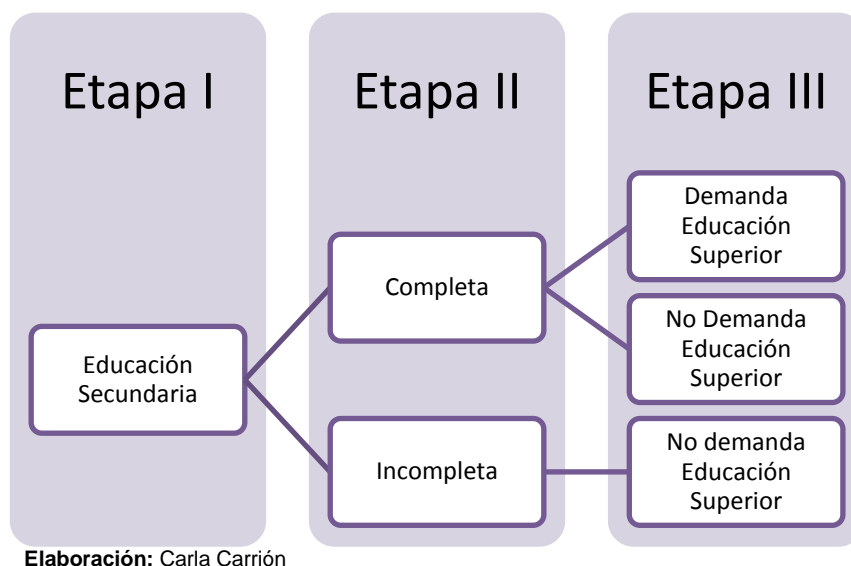 Etapa I
Etapa II
Etapa III
Educación
Secundaria
Completa
Incompleta
Demanda
Educación
Superior
No Demanda
Educación
Superior
No demanda
Educación
Superior
Elaboración: Carla Carrión